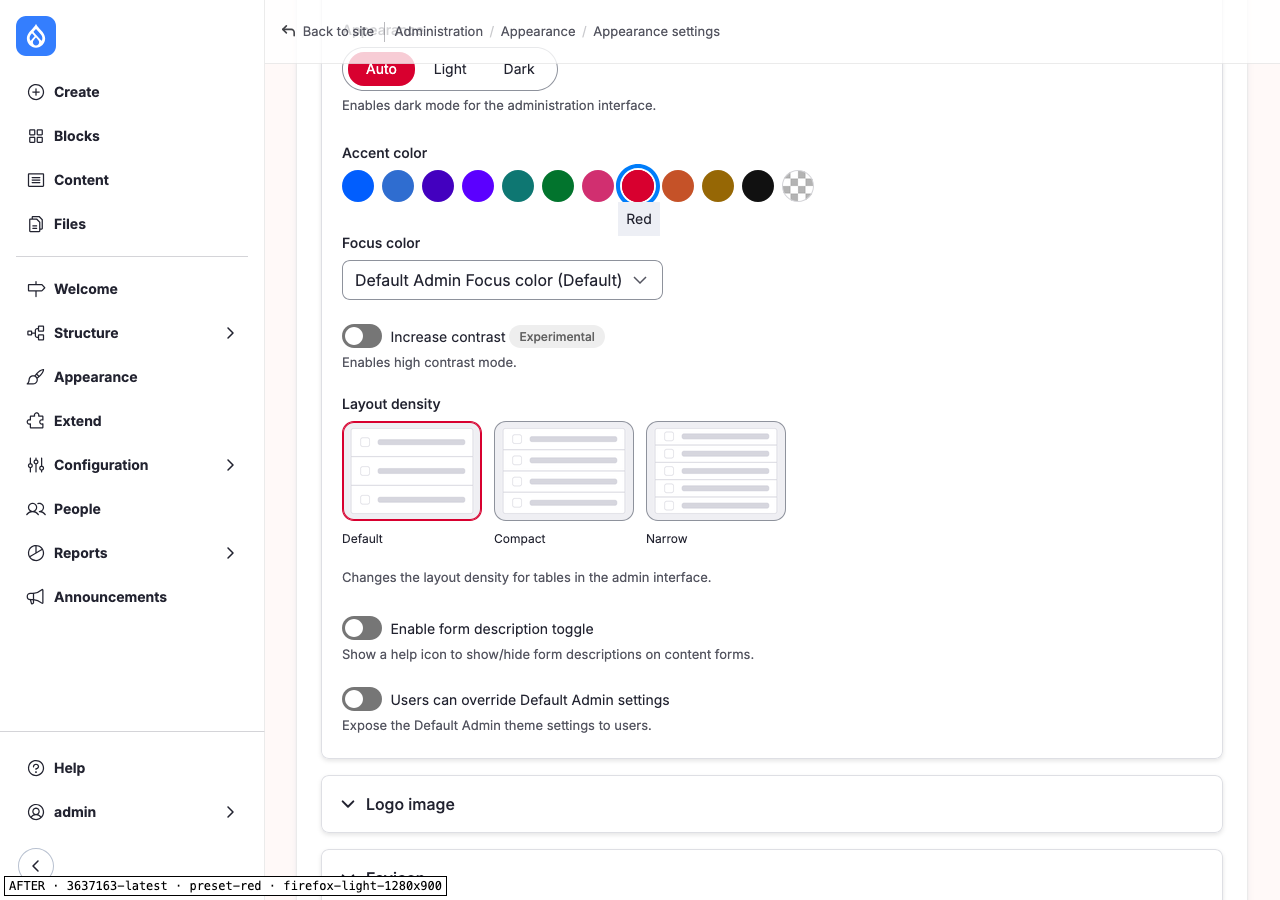 Back to site
Administration / Appearance / Appearance settings
Create
Blocks
Content
Files
Welcome
Structure
Appearance
Extend
Configuration
People
Reports
Announcements
Help
admin
Appearance
Auto Light Dark
Enables dark mode for the administration interface.
Accent color
Red
Focus color
Default Admin Focus color (Default)
Increase contrast Experimental
Enables high contrast mode.
Layout density
Default Compact Narrow
Changes the layout density for tables in the admin interface.
Enable form description toggle
Show a help icon to show/hide form descriptions on content forms.
Users can override Default Admin settings
Expose the Default Admin theme settings to users.
Logo image
Favicon
AFTER · 3637163-latest · preset-red · firefox-light-1280x900